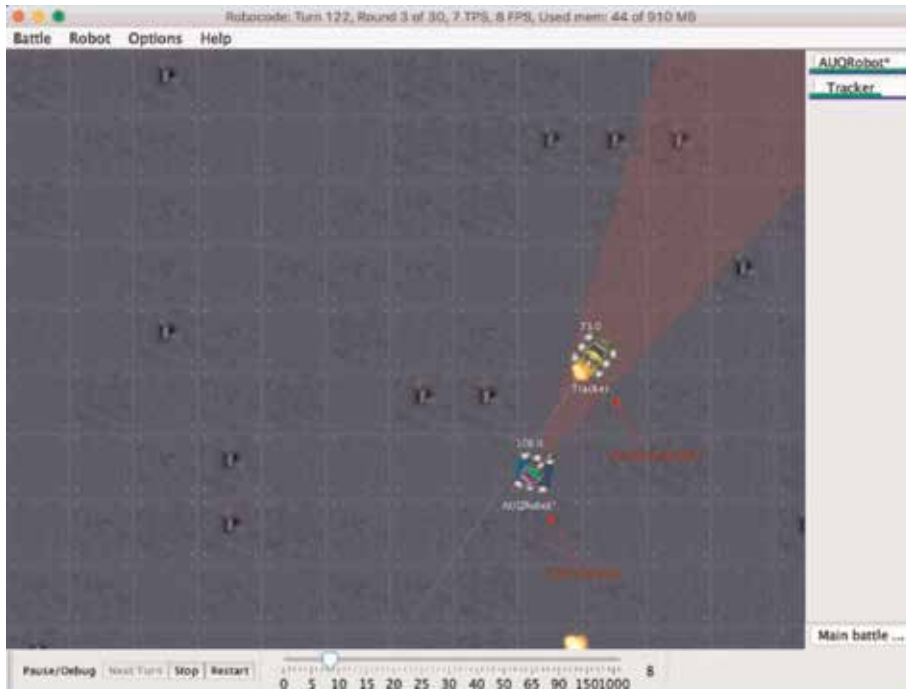 Robocode: Turn 122, Round 3 of 30, 7 TPS, 8 FPS, Used mem: 44 of 910 MB
Battle Robot Options Help
AUQRobot*
Tracker
Tracker
AUQRobot*
Main battle ...
Pause/Debug Next Turn Stop Restart
0 5 10 15 20 25 30 40 50 65 90 1501000
8